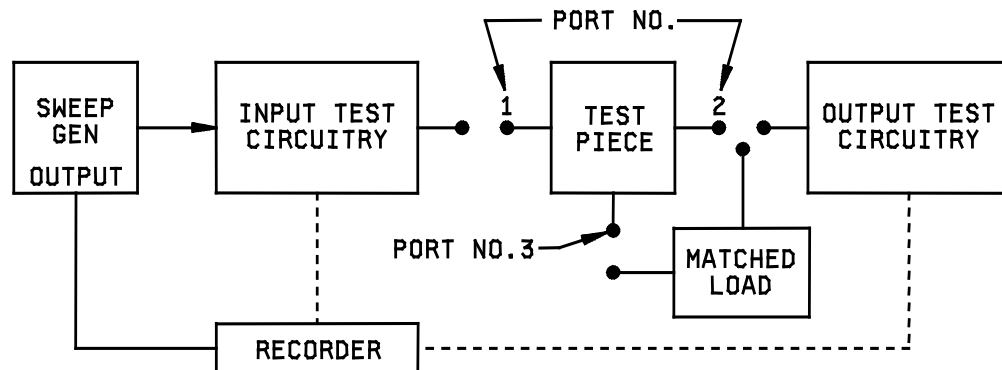 PORT NO.
SWEEP
GEN
OUTPUT
INPUT TEST
CIRCUITRY
1
TEST
PIECE
2
OUTPUT TEST
CIRCUITRY
PORT NO.3
MATCHED
LOAD
RECORDER